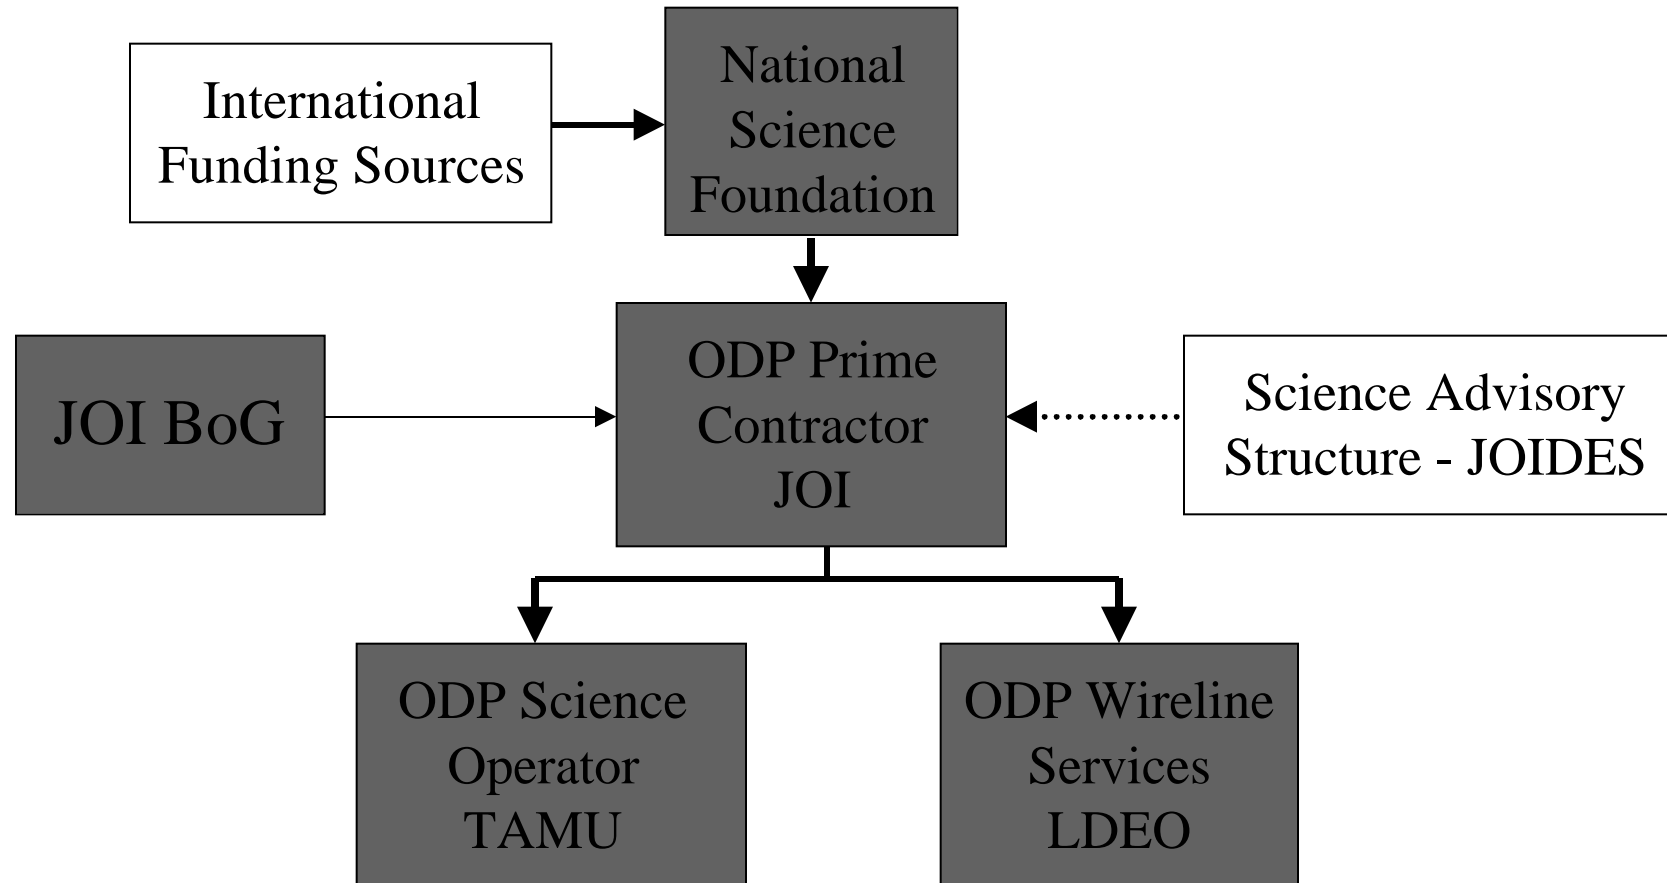 International
Funding Sources
National
Science
Foundation
JOI BoG
ODP Prime
Contractor
JOI
Science Advisory
Structure - JOIDES
ODP Science
Operator
TAMU
ODP Wireline
Services
LDEO